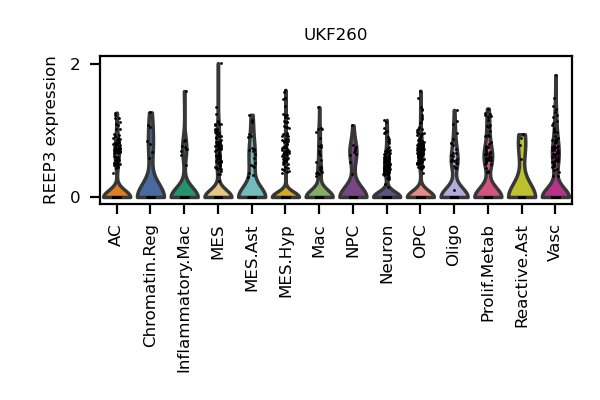 UKF260
REEP3 expression
2
0
AC
Chromatin.Reg
Inflammatory.Mac
MES
MES.Ast
MES.Hyp
Mac
NPC
Neuron
OPC
Oligo
Prolif.Metab
Reactive.Ast
Vasc